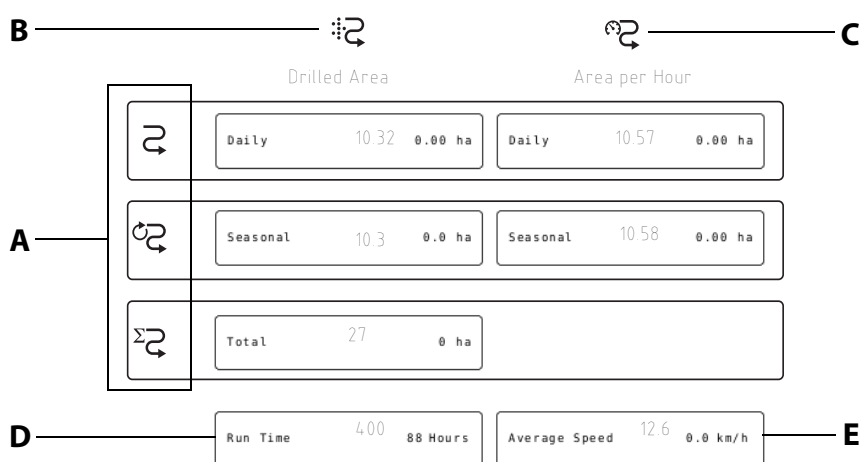 B C
Drilled Area Area per Hour
Daily 10.32 0.00 ha Daily 10.57 0.00 ha
A
Seasonal 10.3 0.0 ha Seasonal 10.58 0.00 ha
Σ
Total 27 0 ha
D Run Time 400 88 Hours Average Speed 12.6 0.0 km/h E